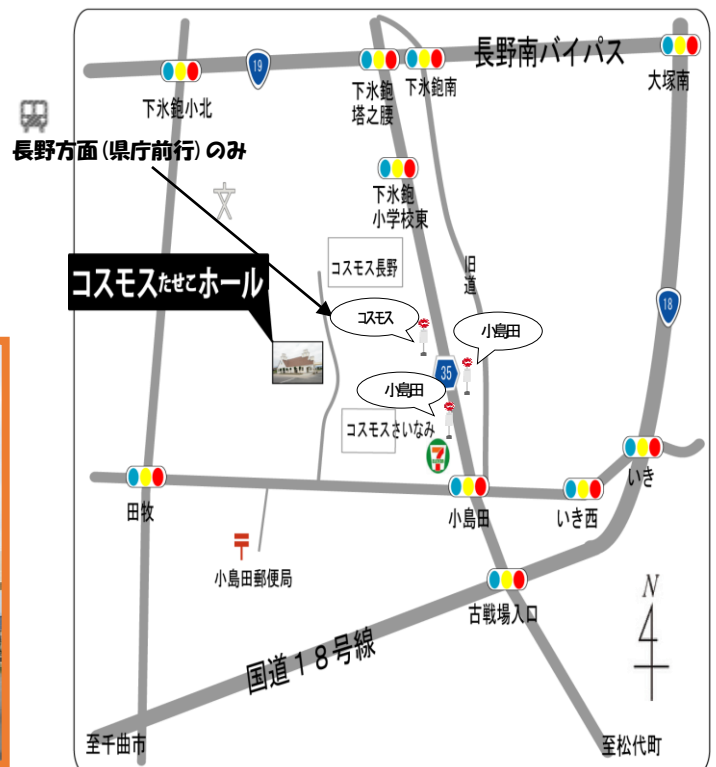 長野南バイパス
19
大塚南
下氷鉋小北
下氷鉋
塔之腰
下氷鉋南
長野方面(県庁前行)のみ
下氷鉋
小学校東
コスモス長野
旧道
コスモスたせこホール
コスモス
小島田
18
35
小島田
コスモスさいなみ
7
田牧
小島田
いき西
いき
小島田郵便局
古戦場入口
N
国道18号線
至千曲市
至松代町